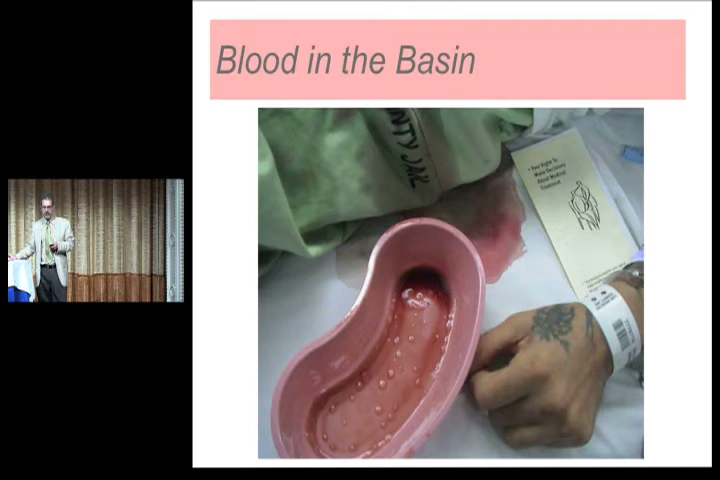 Blood in the Basin
NTY JAIL
• Your Right To
Make Decisions
About Medical
Treatment